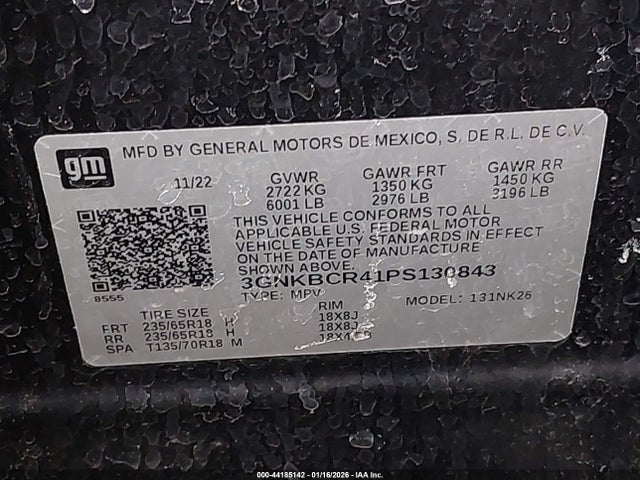 gm
MFD BY GENERAL MOTORS DE MEXICO, S. DE R.L. DE C.V.
11/22 GVWR GAWR FRT GAWR RR
2722 KG 1350 KG 1450 KG
6001 LB 2976 LB 3196 LB
THIS VEHICLE CONFORMS TO ALL
APPLICABLE U.S. FEDERAL MOTOR
VEHICLE SAFETY STANDARDS IN EFFECT
ON THE DATE OF MANUFACTURE
SHOWN ABOVE.
3GNKBCR41PS130843
8555
TYPE: MPV MODEL: 131NK26
TIRE SIZE RIM
FRT 235/65R18 H 18X8J
RR 235/65R18 H 18X8J
SPA T135/70R18 M
000-44185142 - 01/16/2026 - IAA Inc.